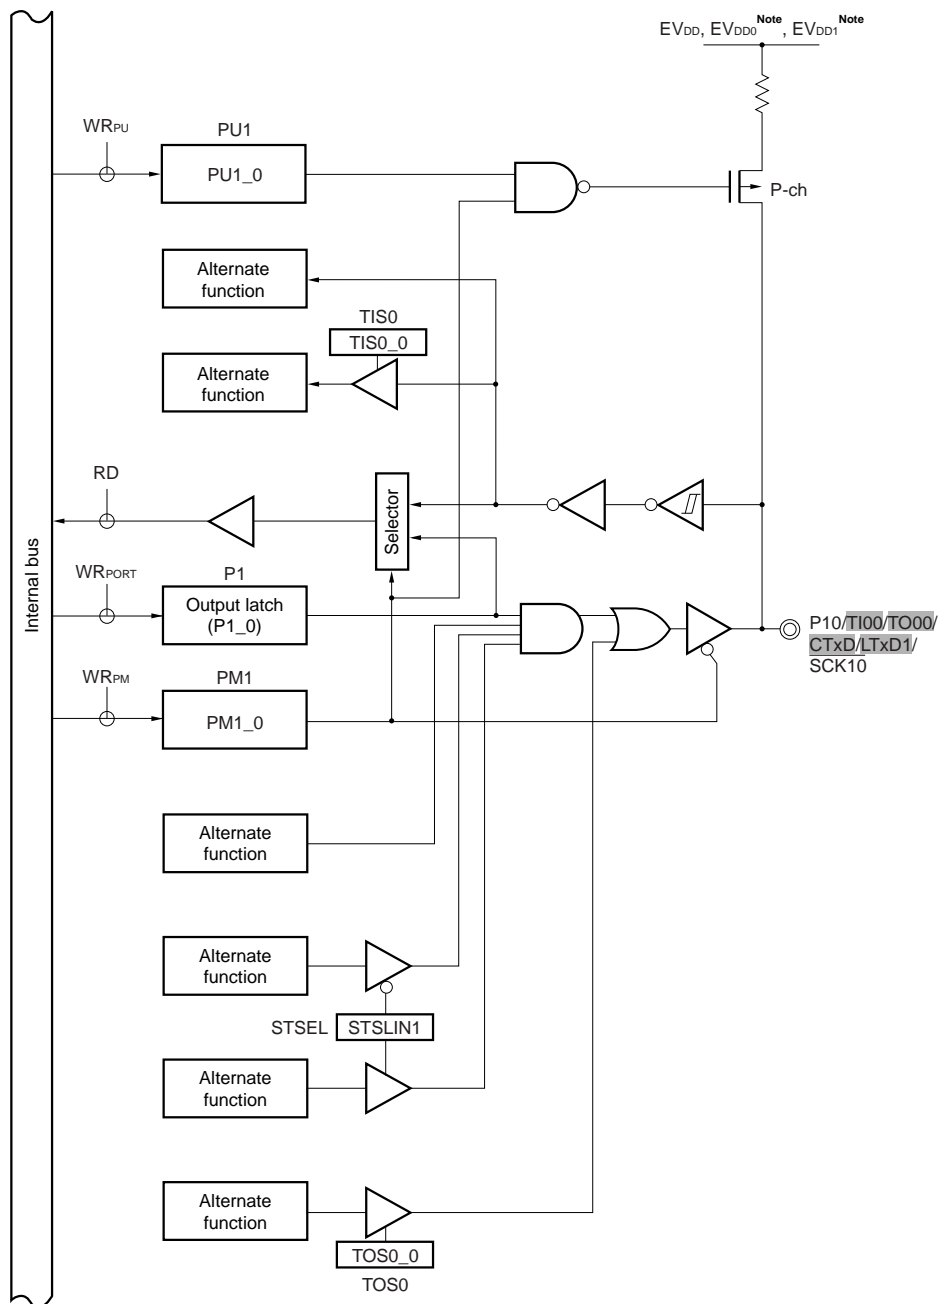 EVDD, EVDD0Note, EVDD1Note
WRPU
PU1
PU1_0
P-ch
Alternate
function
TIS0
TIS0_0
Alternate
function
RD
Selector
Internal bus
WRPORT
P1
Output latch
(P1_0)
P10/TI00/TO00/
CTxD/LTxD1/
SCK10
WRPM
PM1
PM1_0
Alternate
function
Alternate
function
STSEL
STSLIN1
Alternate
function
Alternate
function
TOS0_0
TOS0